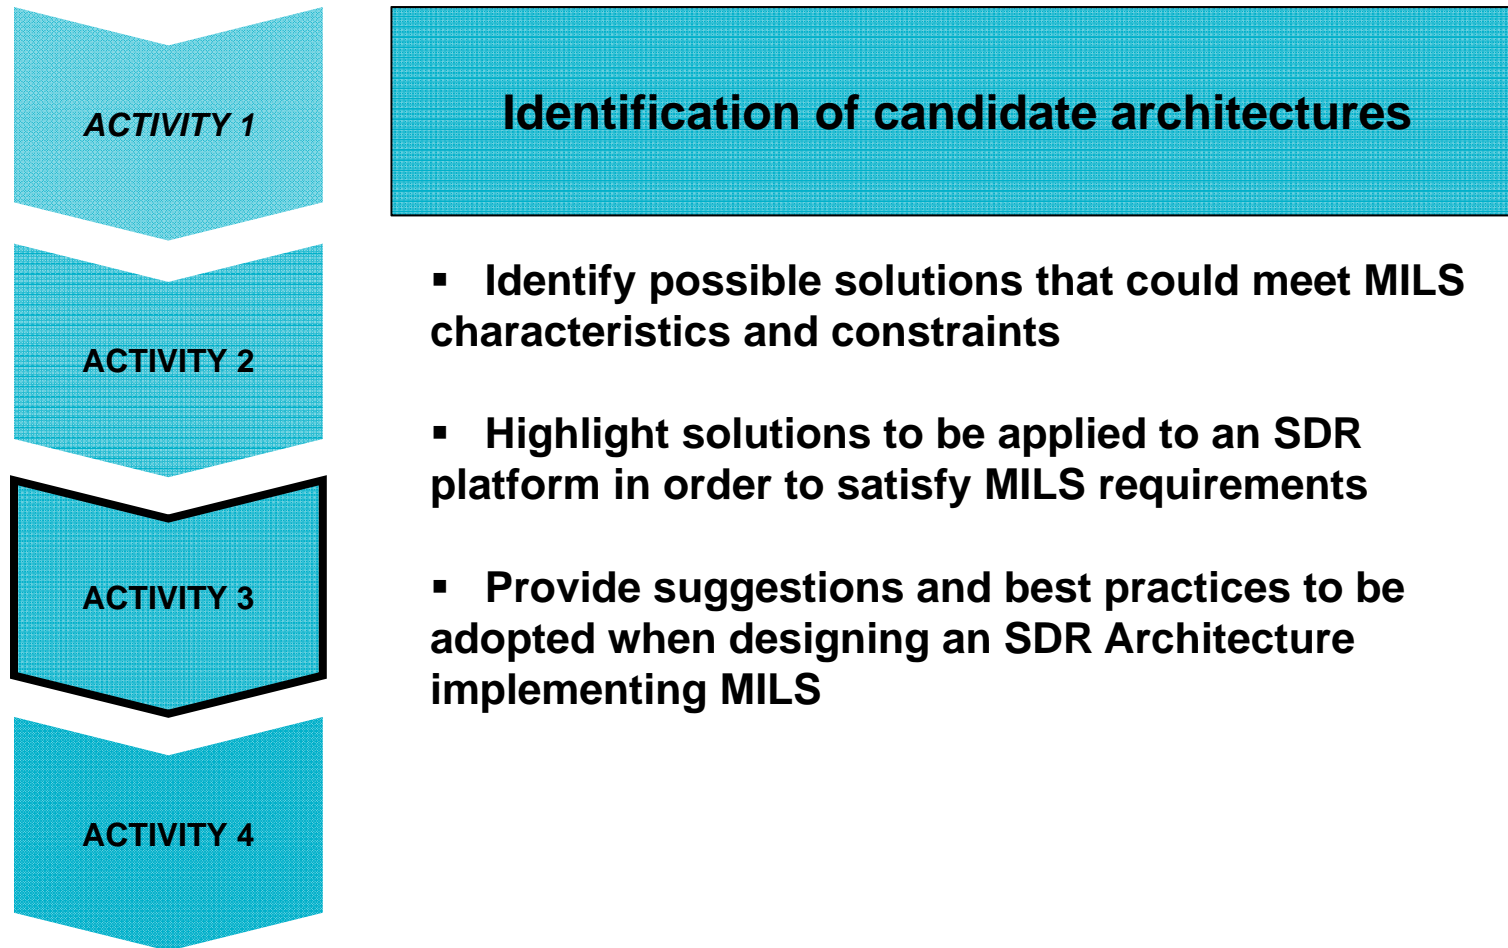 ACTIVITY 1
ACTIVITY 2
ACTIVITY 3
ACTIVITY 4
Identification of candidate architectures
▪ Identify possible solutions that could meet MILS
characteristics and constraints
▪ Highlight solutions to be applied to an SDR
platform in order to satisfy MILS requirements
▪ Provide suggestions and best practices to be
adopted when designing an SDR Architecture
implementing MILS